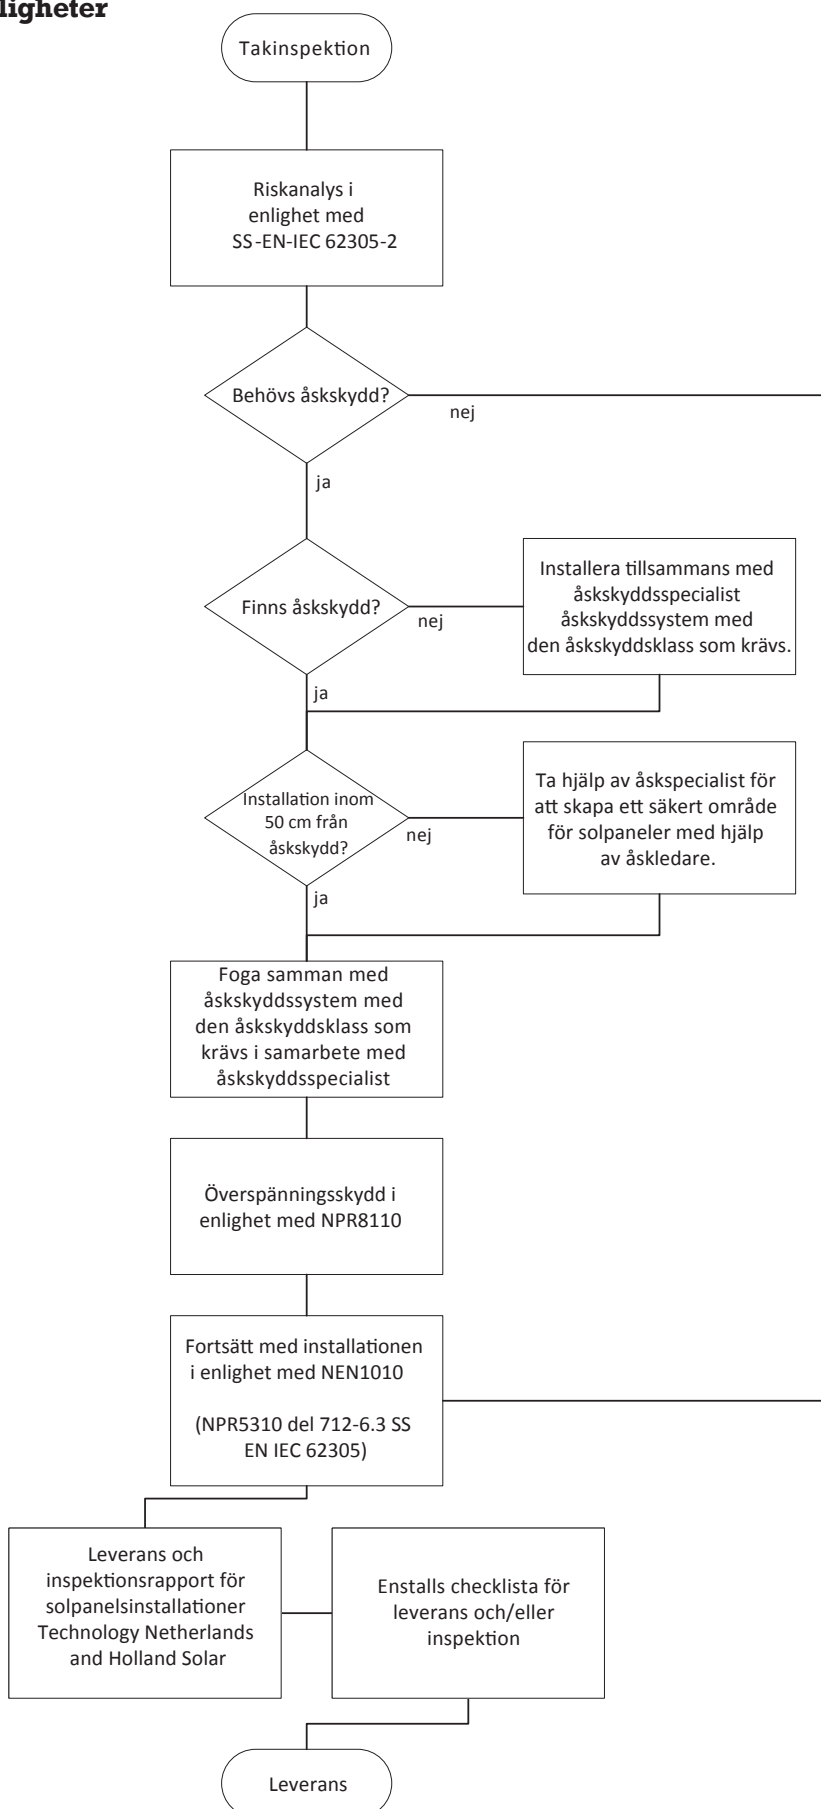 ligheter
Takinspektion
Riskanalys i
enlighet med
SS-EN-IEC 62305-2
Behövs åskskydd?
nej
ja
Finns åskskydd?
nej
Installera tillsammans med
åskskyddsspecialist
åskskyddssystem med
den åskskyddsklass som krävs.
ja
Installation inom
50 cm från
åskskydd?
nej
Ta hjälp av åskspecialist för
att skapa ett säkert område
för solpaneler med hjälp
av åskledare.
ja
Foga samman med
åskskyddssystem med
den åskskyddsklass som
krävs i samarbete med
åskskyddsspecialist
Överspänningsskydd i
enlighet med NPR8110
Fortsätt med installationen
i enlighet med NEN1010
(NPR5310 del 712-6.3 SS
EN IEC 62305)
Leverans och
inspektionsrapport för
solpanelsinstallationer
Technology Netherlands
and Holland Solar
Enstalls checklista för
leverans och/eller
inspektion
Leverans